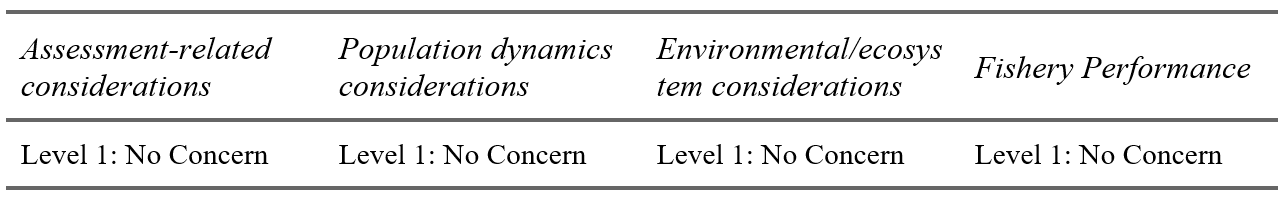 Assessment-related
considerations
Population dynamics
considerations
Environmental/ecosys
tem considerations
Fishery Performance
Level 1: No Concern
Level 1: No Concern
Level 1: No Concern
Level 1: No Concern